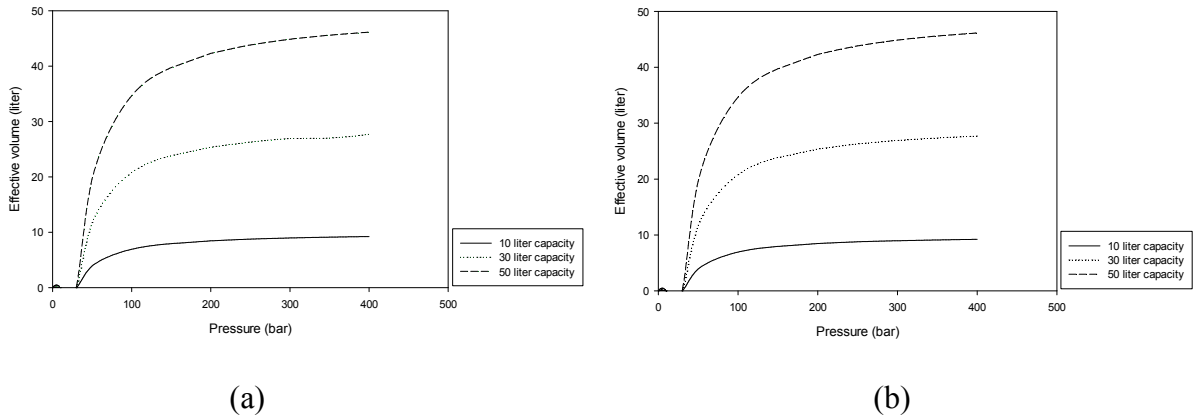 50
40
30
20
10
0
Effective volume (liter)
0 100 200 300 400 500
Pressure (bar)
10 liter capacity
30 liter capacity
50 liter capacity
(a)
50
40
30
20
10
0
Effective volume (liter)
0 100 200 300 400 500
Pressure (bar)
10 liter capacity
30 liter capacity
50 liter capacity
(b)